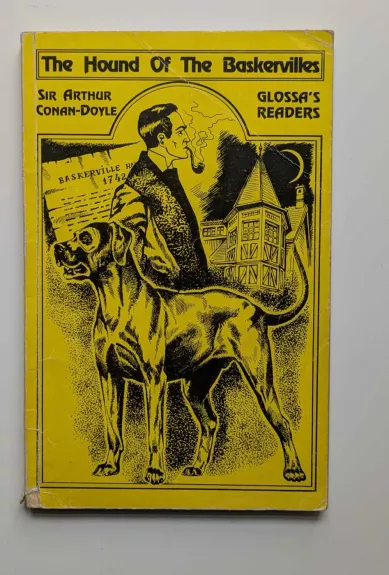 The Hound Of The Baskervilles
Sir Arthur
Conan-Doyle
Glossa's
Readers
BASKERVILLE
1742